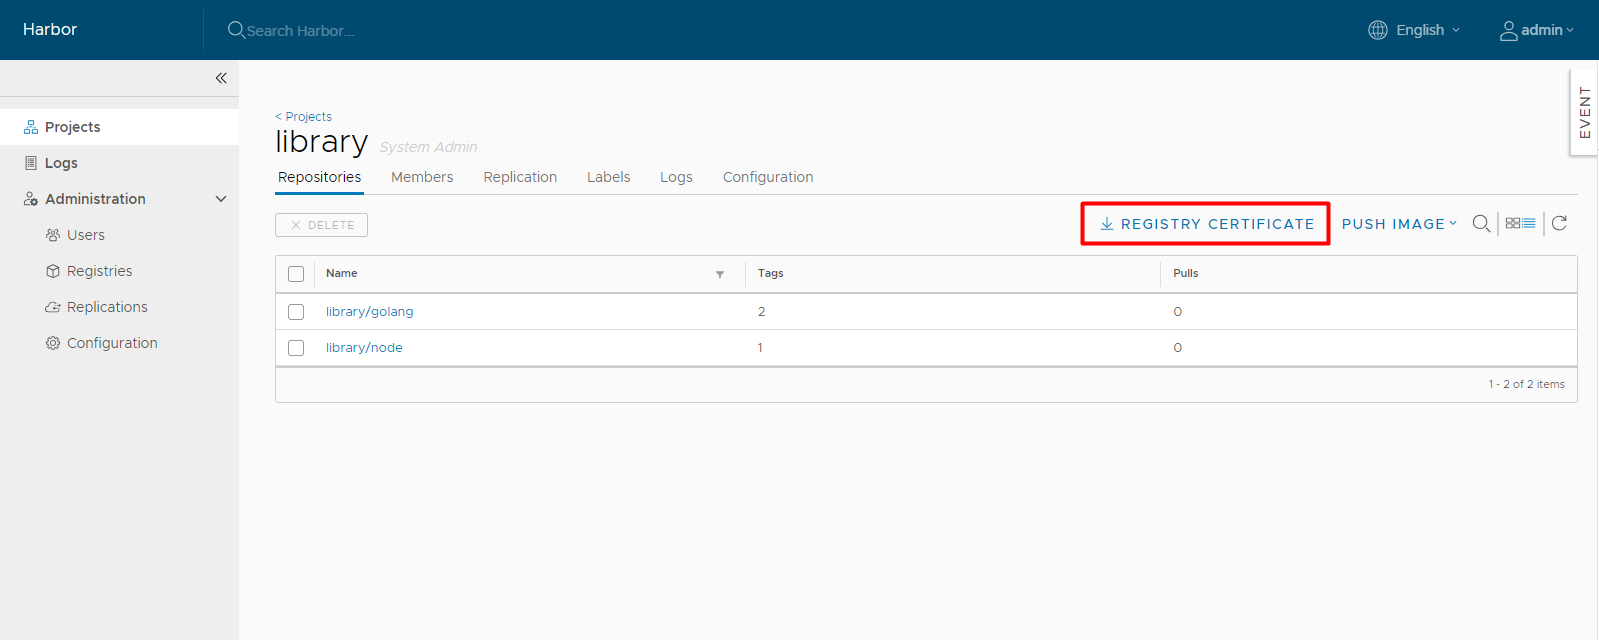 Harbor
Search Harbor...
English
admin
EVENT
Projects
Logs
Administration
Users
Registries
Replications
Configuration
< Projects
library System Admin
Repositories Members Replication Labels Logs Configuration
DELETE REGISTRY CERTIFICATE PUSH IMAGE
Name Tags Pulls
library/golang 2 0
library/node 1 0
1 - 2 of 2 items